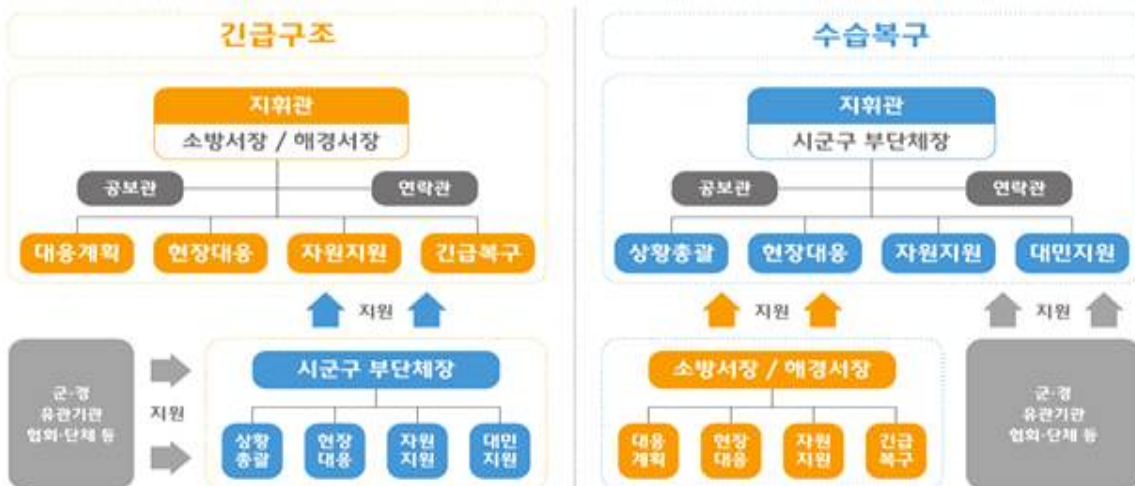 긴급구조
지휘관
소방서장 / 해경서장
공보관
연락관
대응계획
현장대응
자원지원
긴급복구
지원
군·경
유관기관
협회·단체 등
지원
시군구 부단체장
상황
총괄
현장
대응
자원
지원
대민
지원
수습복구
지휘관
시군구 부단체장
공보관
연락관
상황총괄
현장대응
자원지원
대민지원
지원
지원
소방서장 / 해경서장
대응
계획
현장
대응
자원
지원
긴급
복구
군·경
유관기관
협회·단체 등